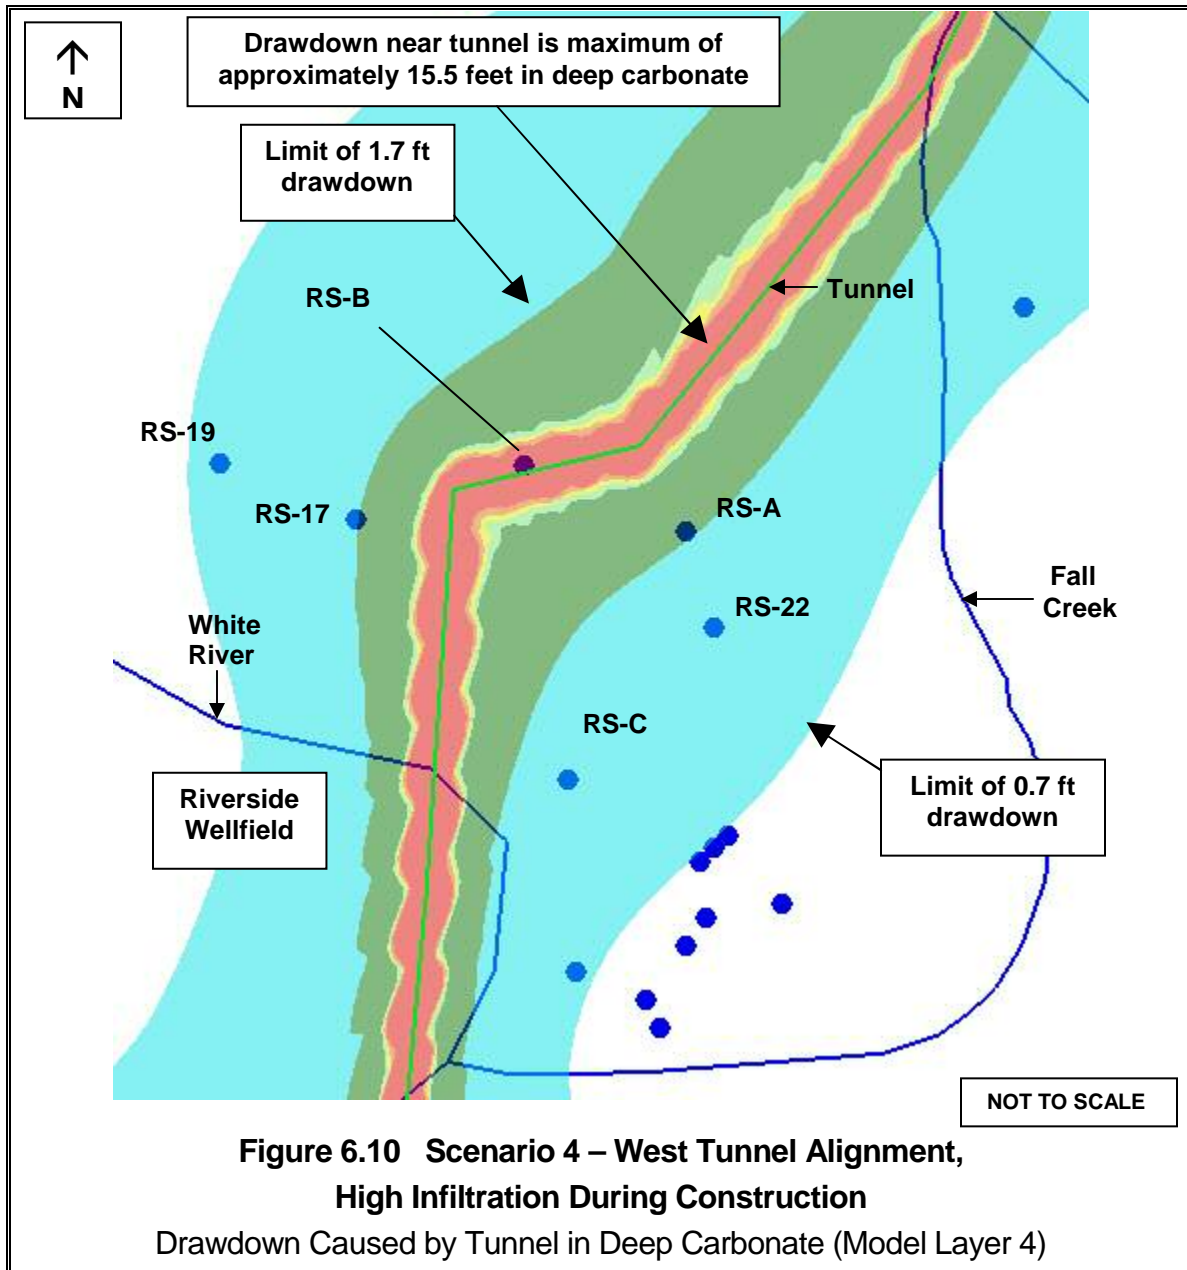 N
Drawdown near tunnel is maximum of
approximately 15.5 feet in deep carbonate
Limit of 1.7 ft
drawdown
RS-B
Tunnel
RS-19
RS-17
RS-A
RS-22
Fall
Creek
White
River
RS-C
Riverside
Wellfield
Limit of 0.7 ft
drawdown
NOT TO SCALE
Figure 6.10 Scenario 4 – West Tunnel Alignment,
High Infiltration During Construction
Drawdown Caused by Tunnel in Deep Carbonate (Model Layer 4)